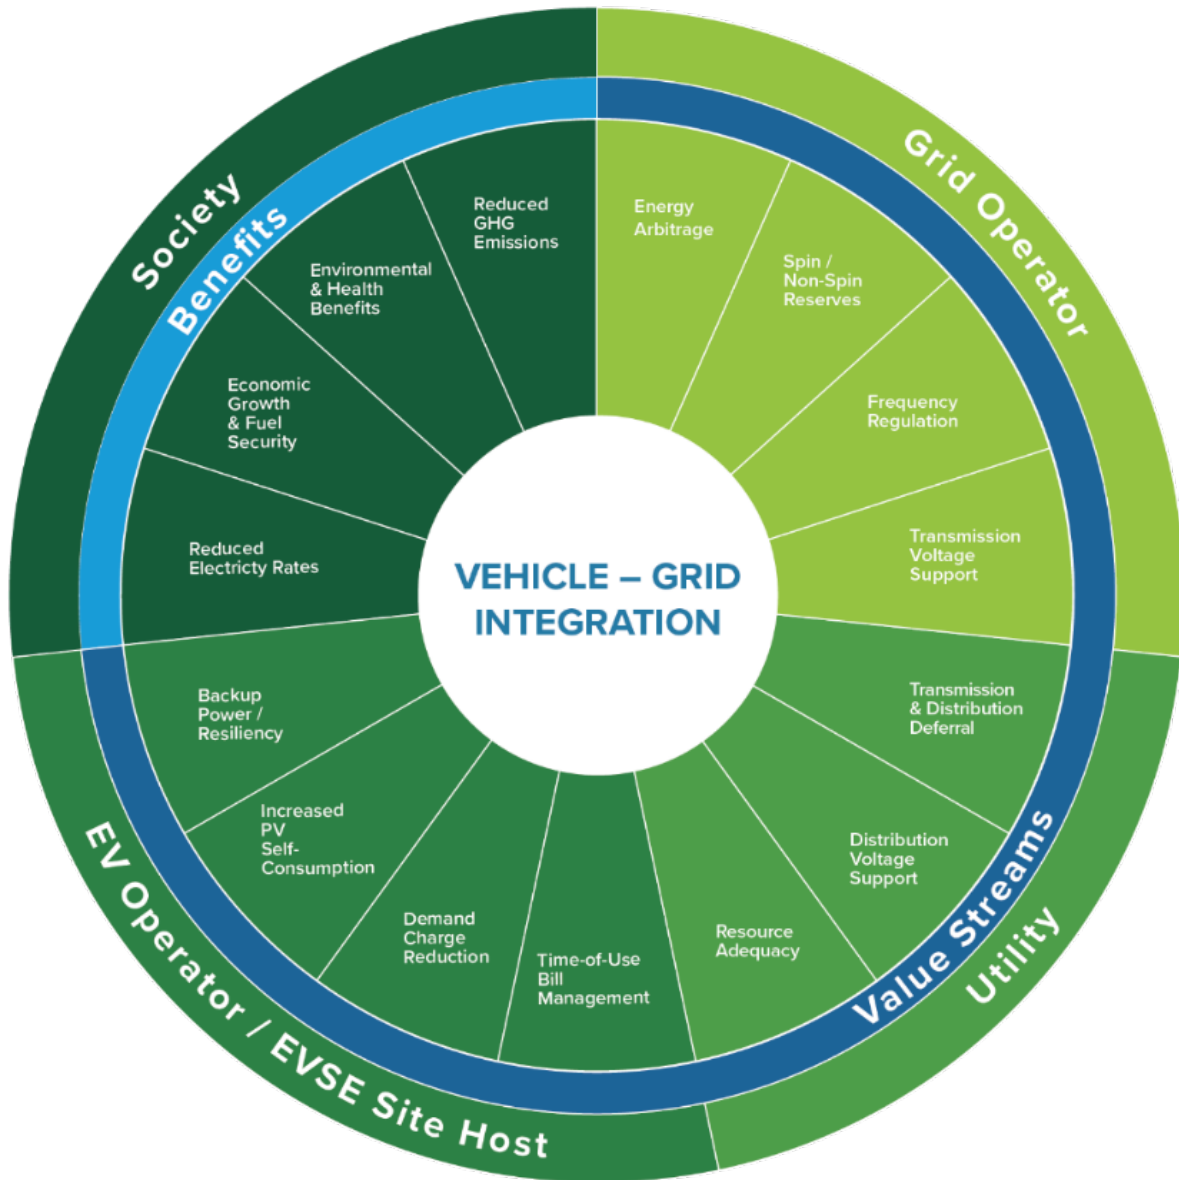 Society
Benefits
Grid Operator
Reduced
GHG
Emissions
Energy
Arbitrage
Spin /
Non-Spin
Reserves
Frequency
Regulation
Transmission
Voltage
Support
Transmission
& Distribution
Deferral
Distribution
Voltage
Support
Resource
Adequacy
Time-of-Use
Bill
Management
Demand
Charge
Reduction
Increased
PV
Self-
Consumption
Backup
Power /
Resiliency
Reduced
Electricty Rates
Economic
Growth
& Fuel
Security
Environmental
& Health
Benefits
VEHICLE – GRID
INTEGRATION
Value Streams
Utility
EV Operator / EVSE Site Host